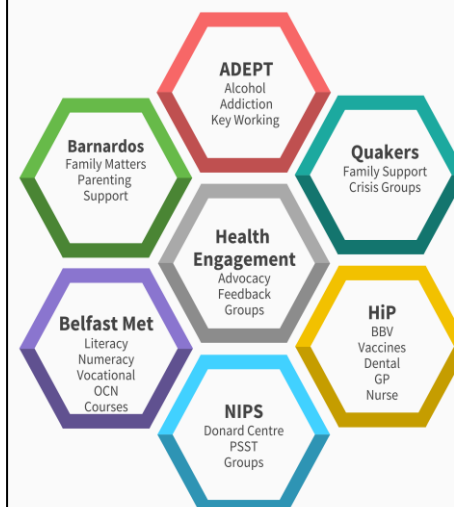 ADEPT
Alcohol
Addiction
Key Working
Barnardos
Family Matters
Parenting
Support
Quakers
Family Support
Crisis Groups
Health
Engagement
Advocacy
Feedback
Groups
Belfast Met
Literacy
Numeracy
Vocational
OCN
Courses
HiP
BBV
Vaccines
Dental
GP
Nurse
NIPS
Donard Centre
PSST
Groups